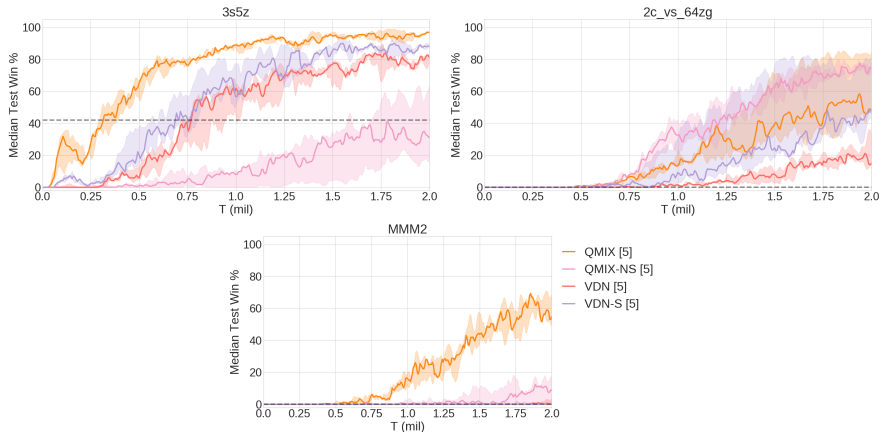 3s5z
Median Test Win %
100
80
60
40
20
0
0.0 0.25 0.5 0.75 1.0 1.25 1.5 1.75 2.0
T (mil)
2c_vs_64zg
Median Test Win %
100
80
60
40
20
0
0.0 0.25 0.5 0.75 1.0 1.25 1.5 1.75 2.0
T (mil)
MMM2
Median Test Win %
100
80
60
40
20
0
0.0 0.25 0.5 0.75 1.0 1.25 1.5 1.75 2.0
T (mil)
QMIX [5]
QMIX-NS [5]
VDN [5]
VDN-S [5]